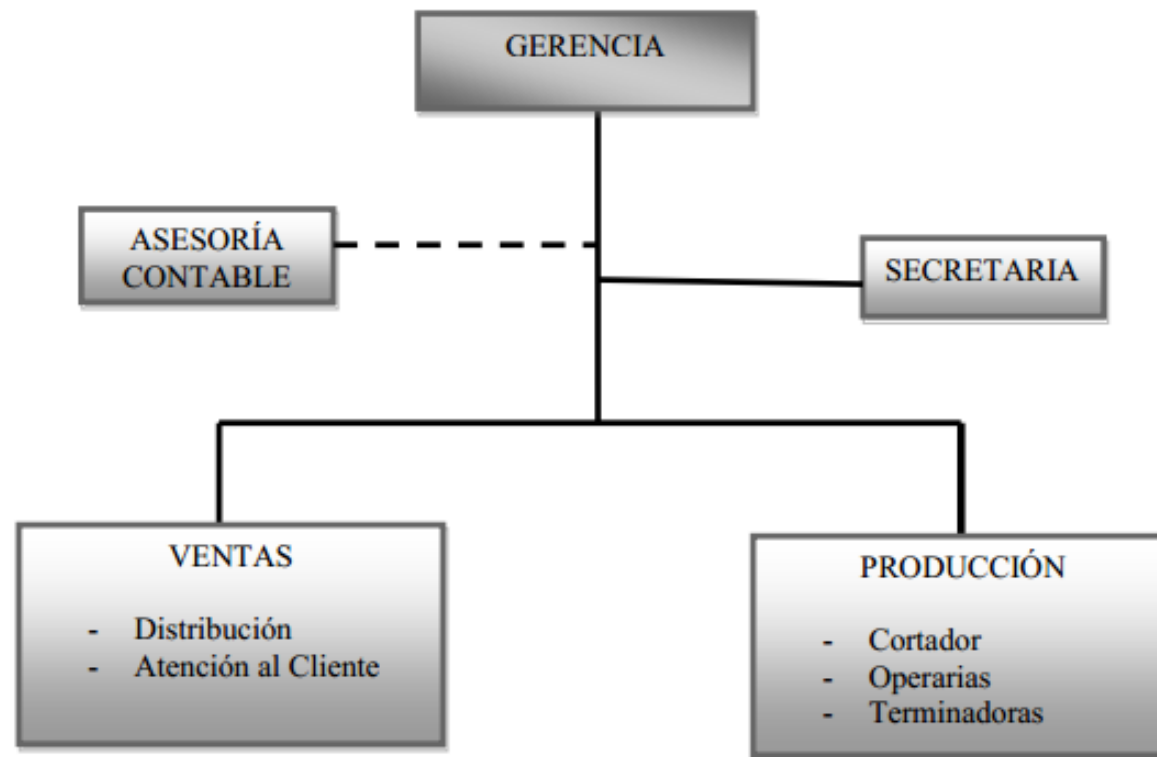 GERENCIA
ASESORÍA
CONTABLE
SECRETARIA
VENTAS
- Distribución
- Atención al Cliente
PRODUCCIÓN
- Cortador
- Operarias
- Terminadoras